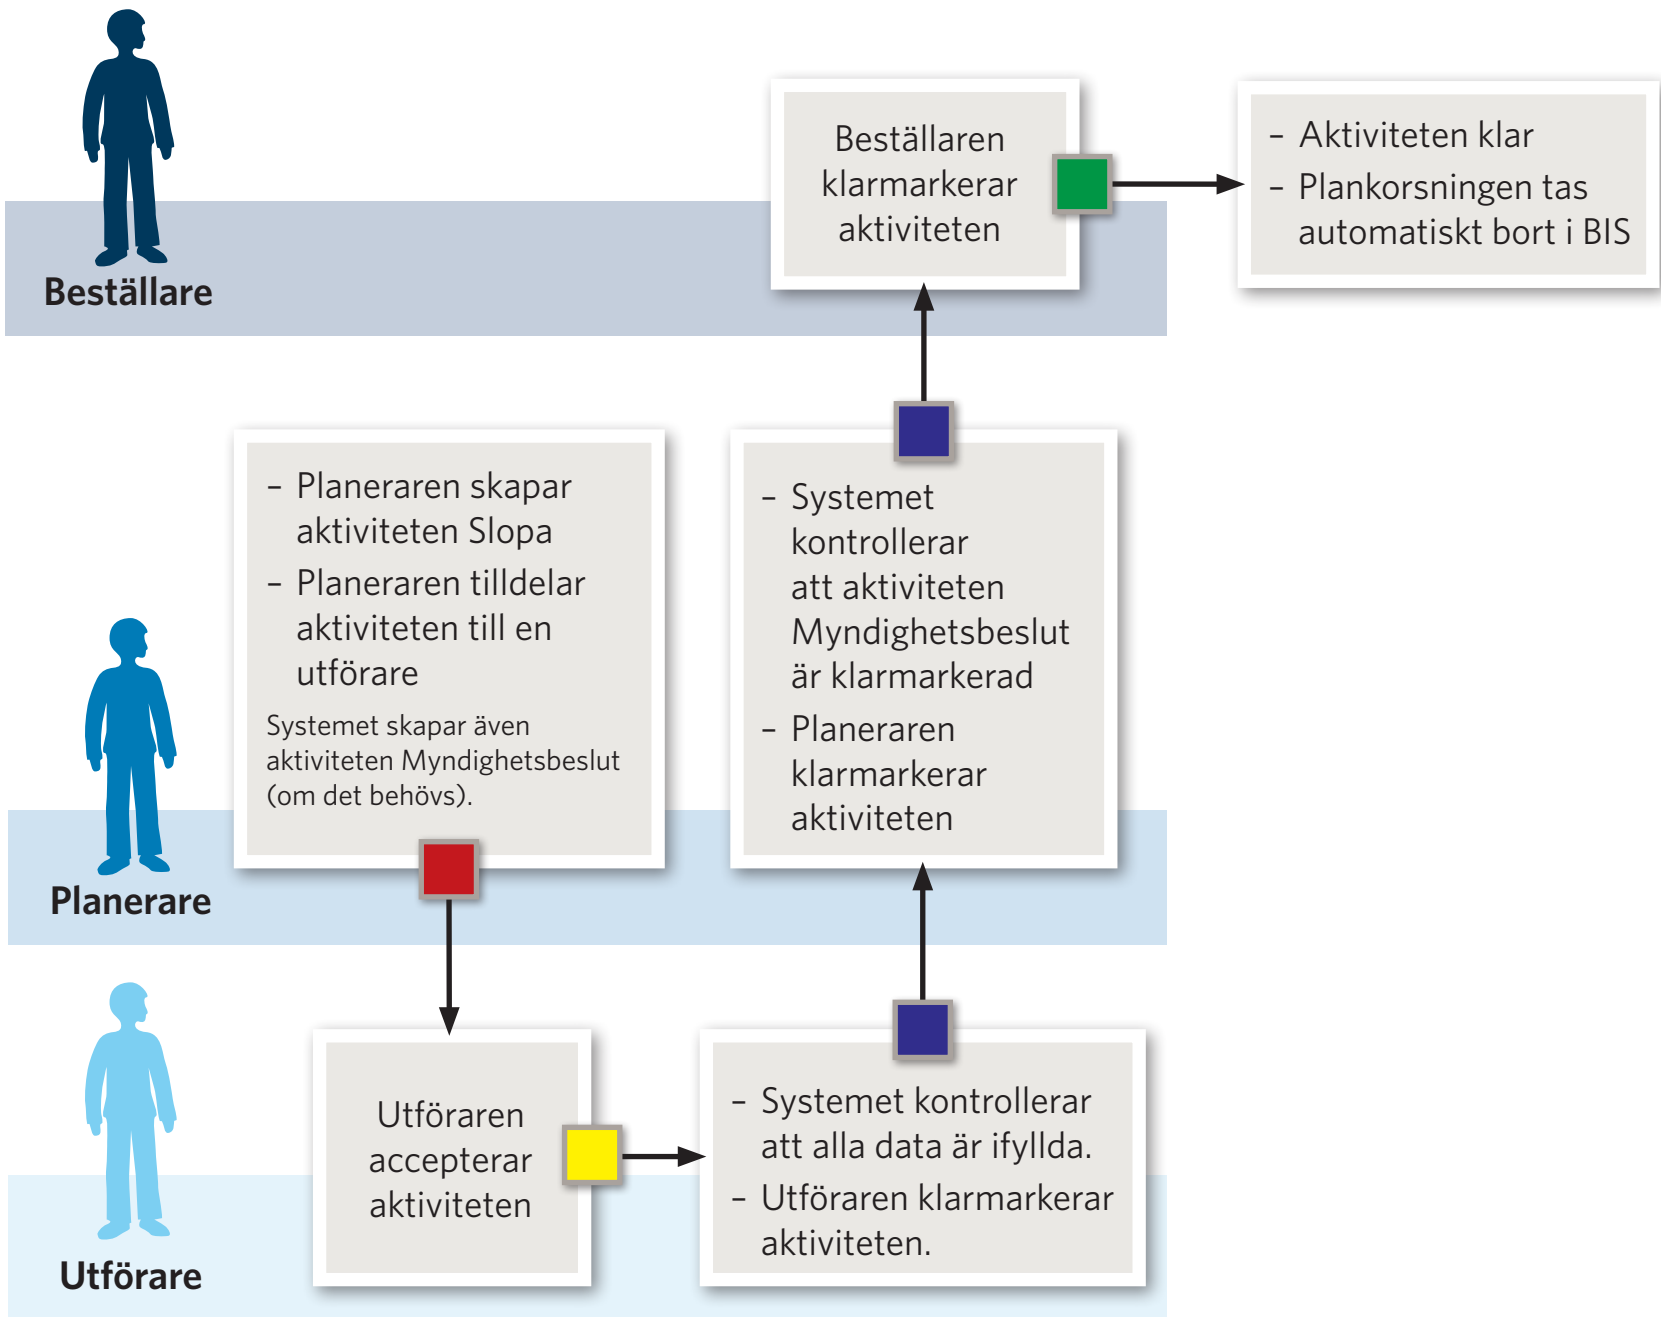 Beställaren
klarmarkerar
aktiviteten
– Aktiviteten klar
– Plankorsningen tas
automatiskt bort i BIS
Beställare
– Planeraren skapar
aktiviteten Slopa
– Planeraren tilldelar
aktiviteten till en
utförare
Systemet skapar även
aktiviteten Myndighetsbeslut
(om det behövs).
– Systemet
kontrollerar
att aktiviteten
Myndighetsbeslut
är klarmarkerad
– Planeraren
klarmarkerar
aktiviteten
Planerare
Utföraren
accepterar
aktiviteten
– Systemet kontrollerar
att alla data är ifyllda.
– Utföraren klarmarkerar
aktiviteten.
Utförare